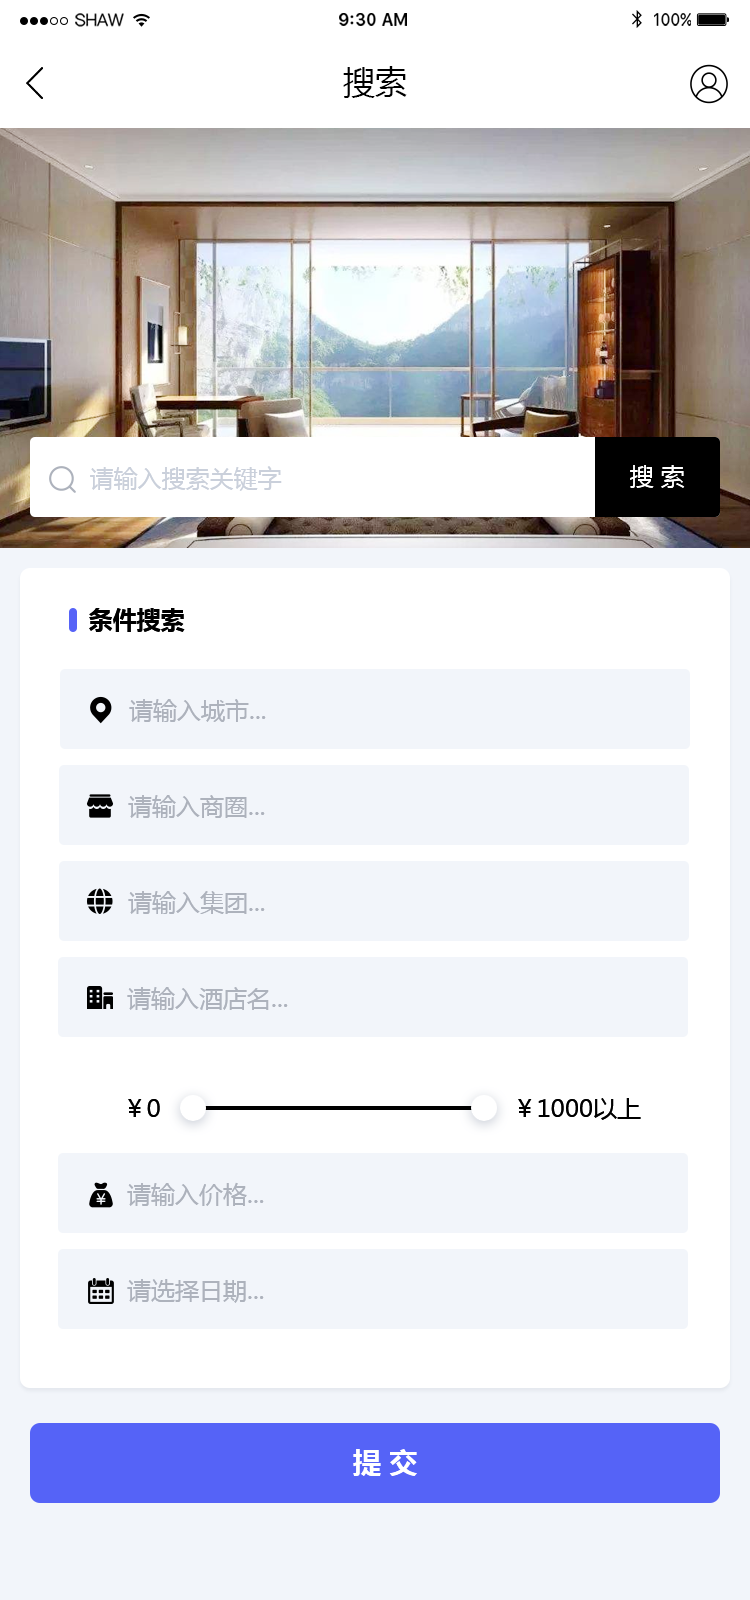 SHAW 9:30 AM 100%
搜索
请输入搜索关键字 搜 索
条件搜索
请输入城市...
请输入商圈...
请输入集团...
请输入酒店名...
¥ 0 ¥ 1000以上
请输入价格...
请选择日期...
提 交